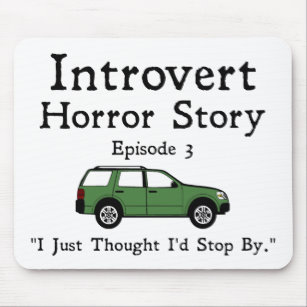 Introvert
Horror Story
Episode 3
"I Just Thought I'd Stop By."